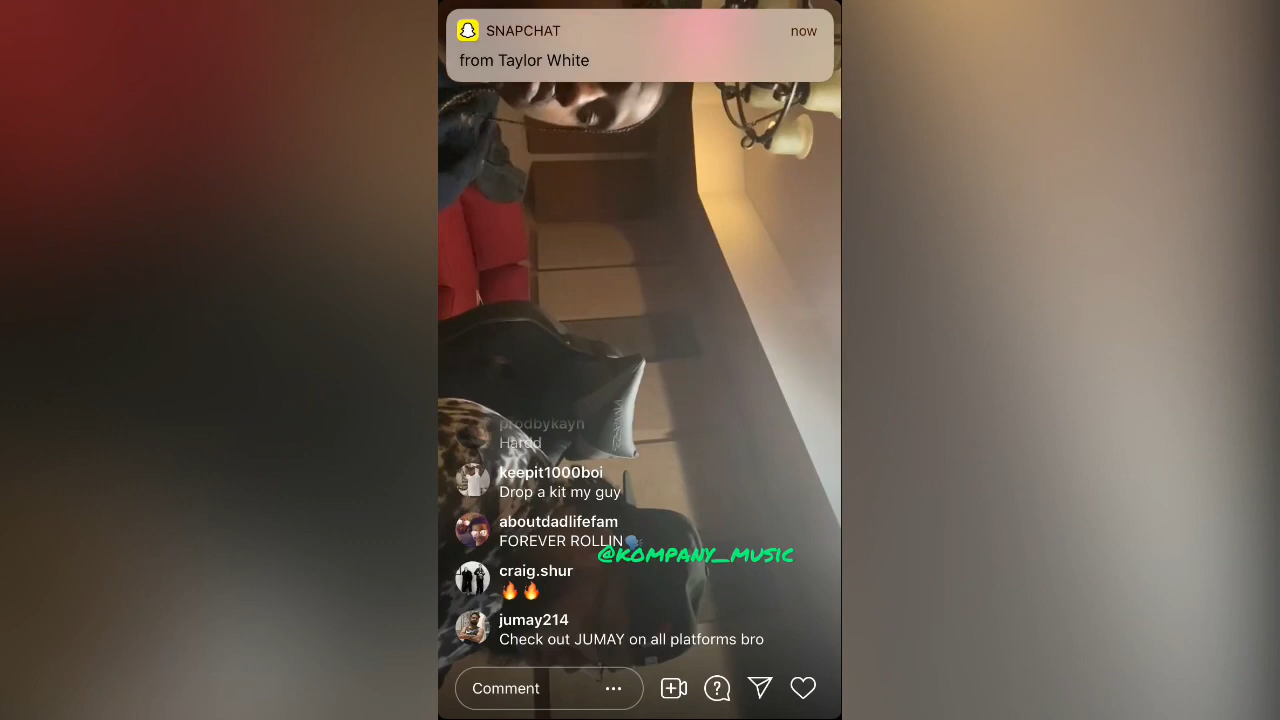 SNAPCHAT now
from Taylor White
prodbykayn
Hardd
keepit1000boi
Drop a kit my guy
aboutdadlifefam
FOREVER ROLLIN🗣️
@KOMPANY_MUSIC
craig.shur
🔥🔥
jumay214
Check out JUMAY on all platforms bro
Comment